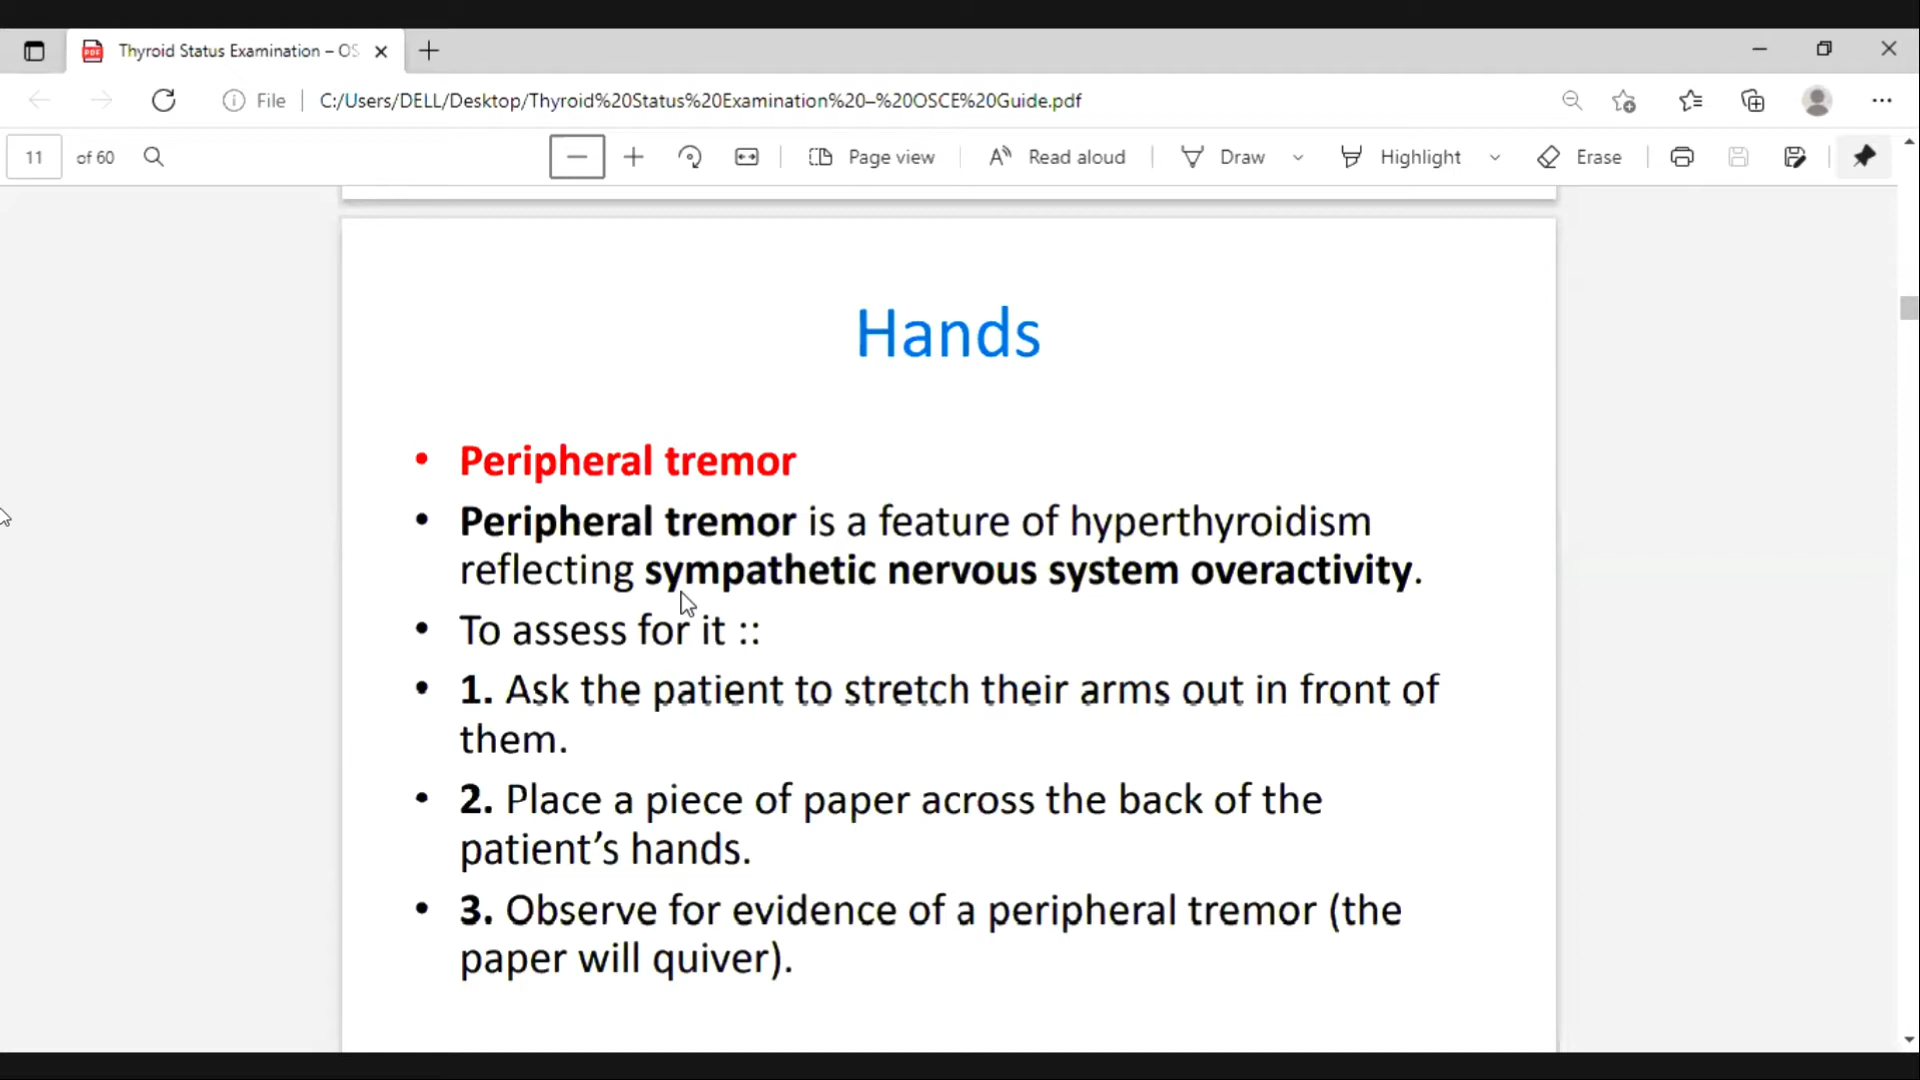 Thyroid Status Examination – OS
File
C:/Users/DELL/Desktop/Thyroid%20Status%20Examination%20–%20OSCE%20Guide.pdf
11 of 60
Page view
Read aloud
Draw
Highlight
Erase
Hands
• Peripheral tremor
• Peripheral tremor is a feature of hyperthyroidism
reflecting sympathetic nervous system overactivity.
• To assess for it ::
• 1. Ask the patient to stretch their arms out in front of
them.
• 2. Place a piece of paper across the back of the
patient’s hands.
• 3. Observe for evidence of a peripheral tremor (the
paper will quiver).